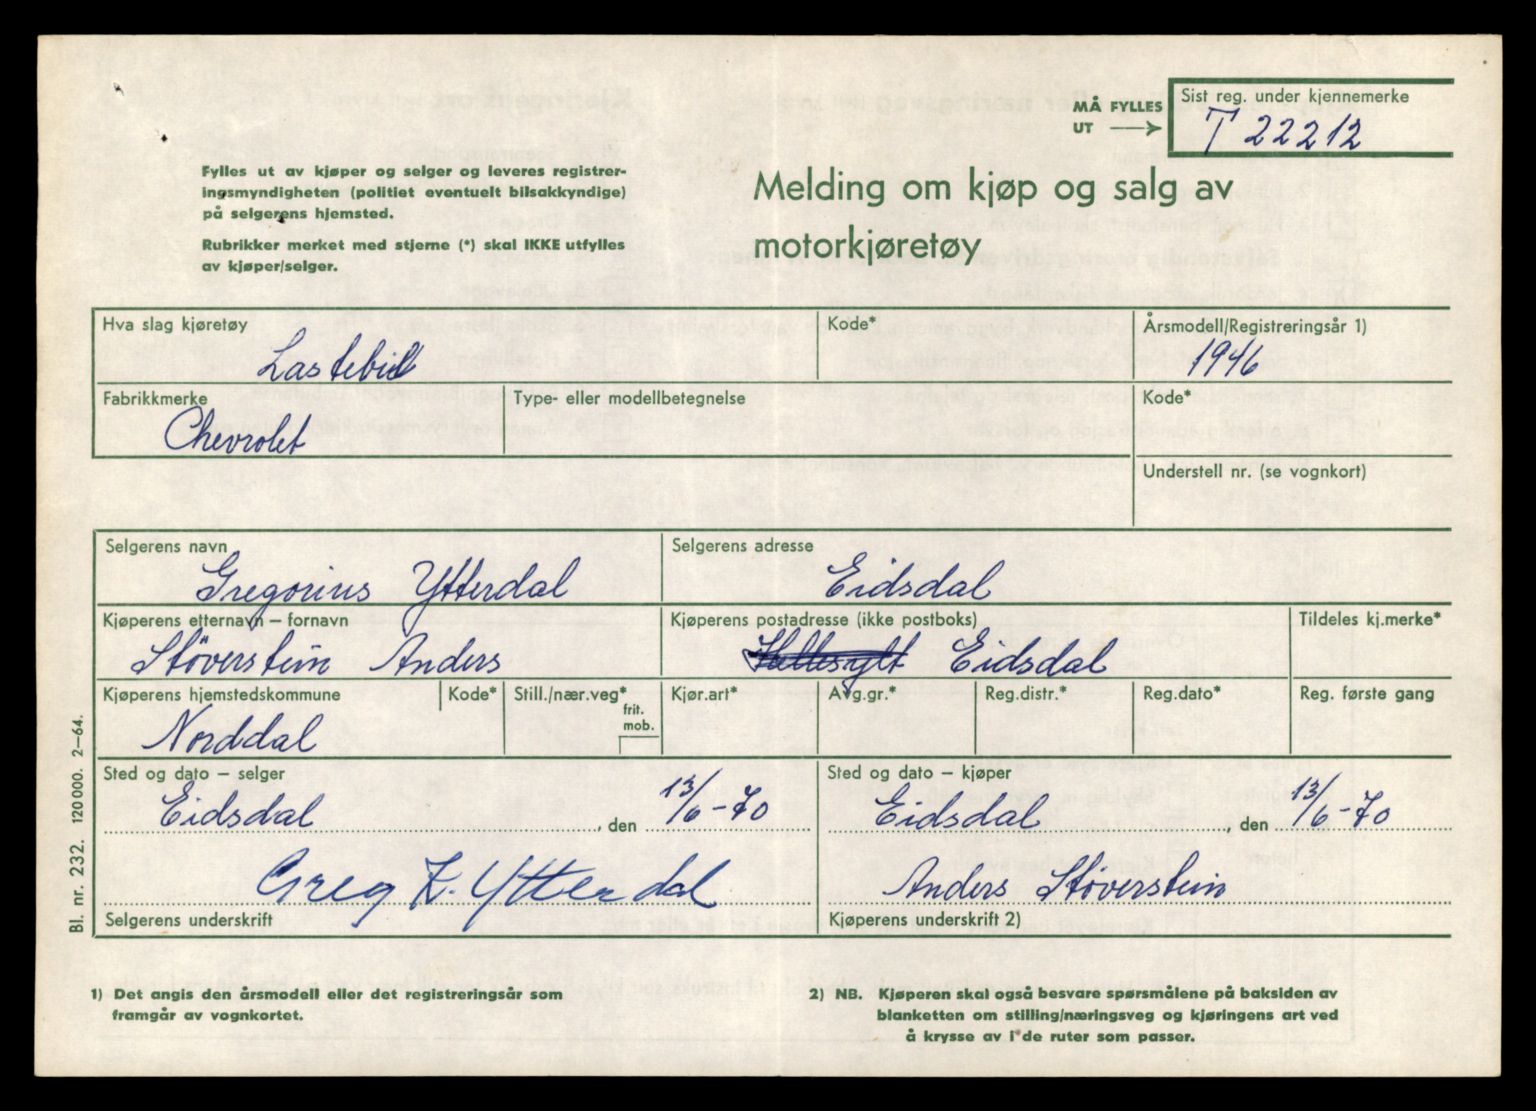 MÅ FYLLES UT
Sist reg. under kjennemerke
T 22212
Fylles ut av kjøper og selger og leveres registrer-
ingsmyndigheten (politiet eventuelt bilsakkyndige)
på selgerens hjemsted.
Rubrikker merket med stjerne (*) skal IKKE utfylles
av kjøper/selger.
Melding om kjøp og salg av
motorkjøretøy
Hva slag kjøretøy
Kode*
Årsmodell/Registreringsår 1)
Lastebil
1946
Fabrikkmerke
Type- eller modellbetegnelse
Kode*
Chevrolet
Understell nr. (se vognkort)
Selgerens navn
Selgerens adresse
Gregorius Ytterdal
Eidsdal
Kjøperens etternavn – fornavn
Kjøperens postadresse (ikke postboks)
Tildeles kj.merke*
Støverstein Anders
Hellesylt Eidsdal
Kjøperens hjemstedskommune
Kode*
Still./nær.veg*
frit.
mob.
Kjør.art*
Avg.gr.*
Reg.distr.*
Reg.dato*
Reg. første gang
Norddal
Sted og dato – selger
Sted og dato – kjøper
Eidsdal, den 13/6-70
Eidsdal, den 13/6-70
Greg K. Ytterdal
Anders Støverstein
Selgerens underskrift
Kjøperens underskrift 2)
Bl. nr. 232. 120 000. 2–64.
1) Det angis den årsmodell eller det registreringsår som
framgår av vognkortet.
2) NB. Kjøperen skal også besvare spørsmålene på baksiden av
blanketten om stilling/næringsveg og kjøringens art ved
å krysse av i de ruter som passer.